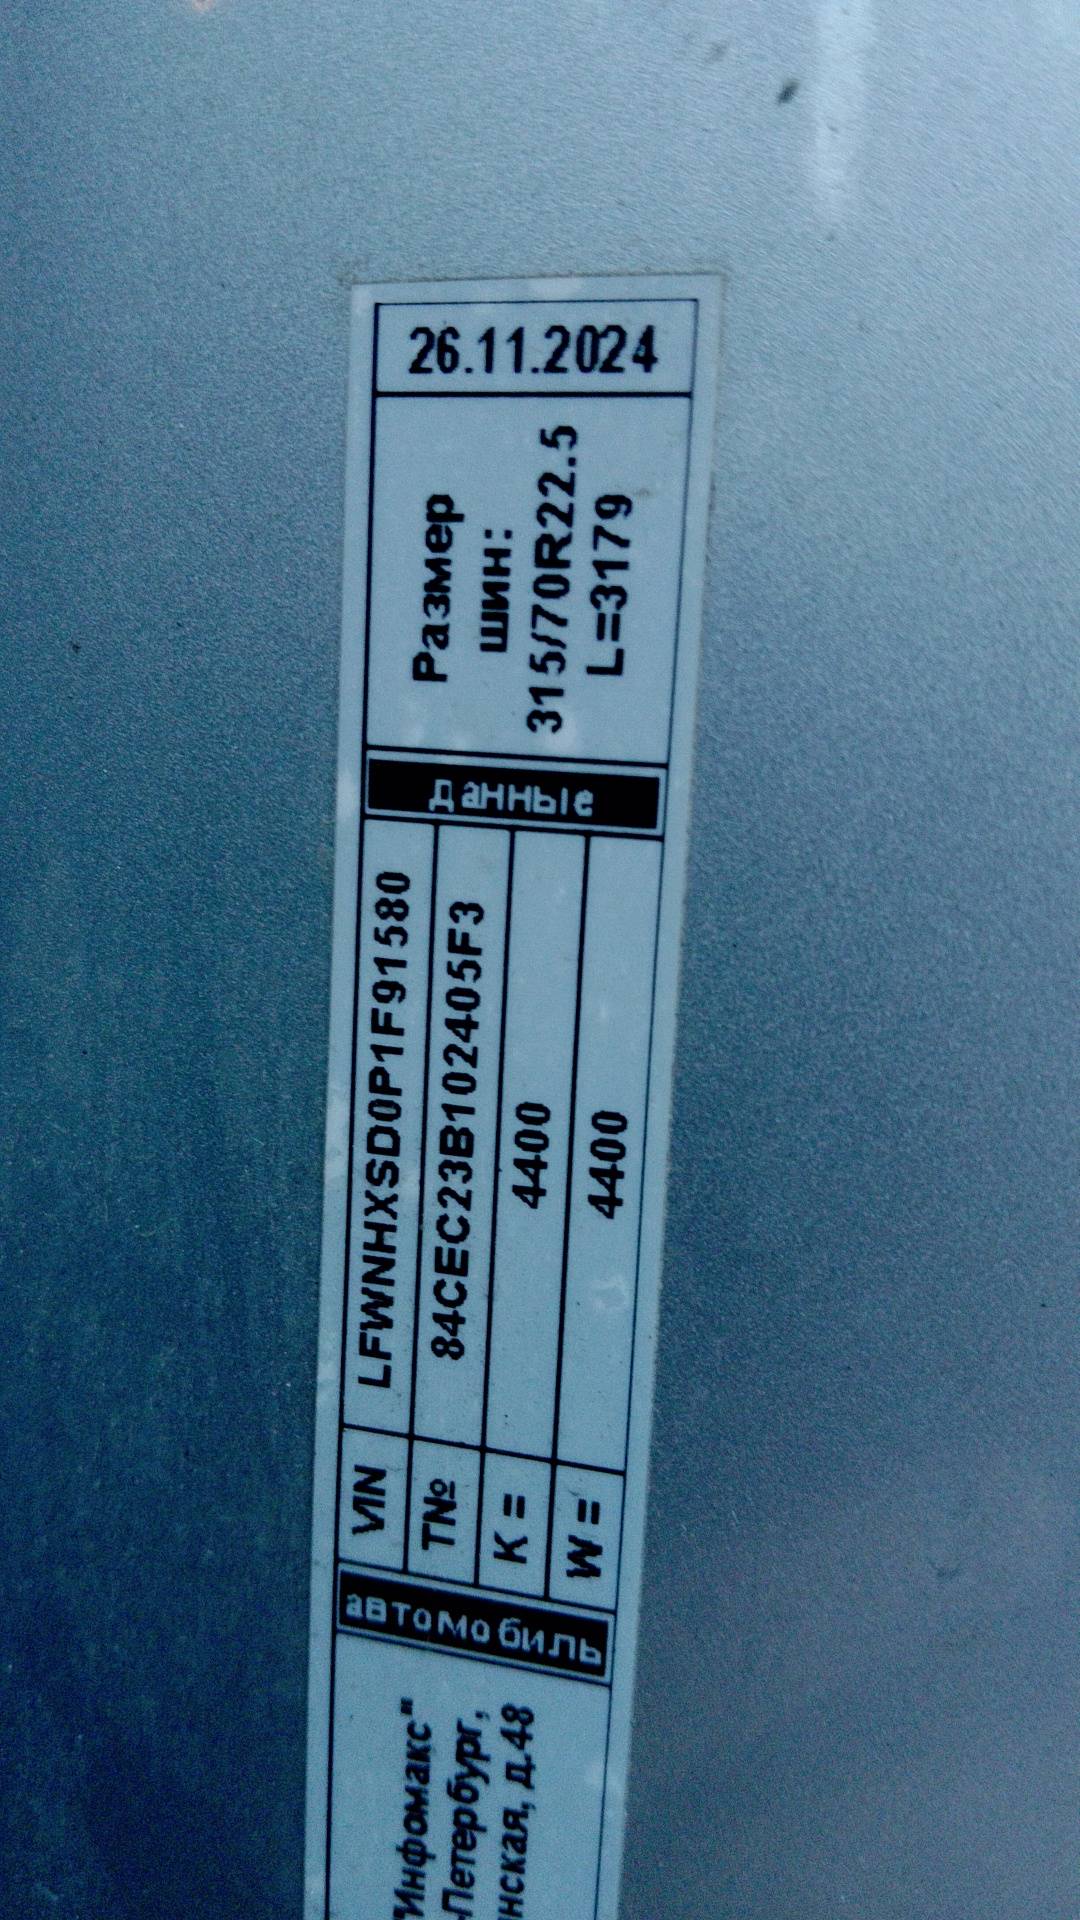 "Инфомакс"
-Петербург,
нская, д.48
автомобиль
VIN LFWNHXSD0P1F91580
T№ 84CEC23B102405F3
K = 4400
W = 4400
данные
Размер
шин:
315/70R22.5
L=3179
26.11.2024